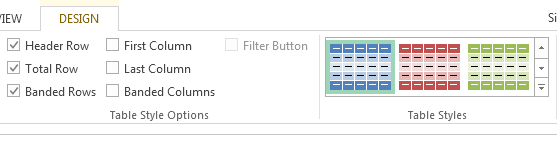 VIEW DESIGN Si
Header Row First Column Filter Button
Total Row Last Column
Banded Rows Banded Columns
Table Style Options Table Styles